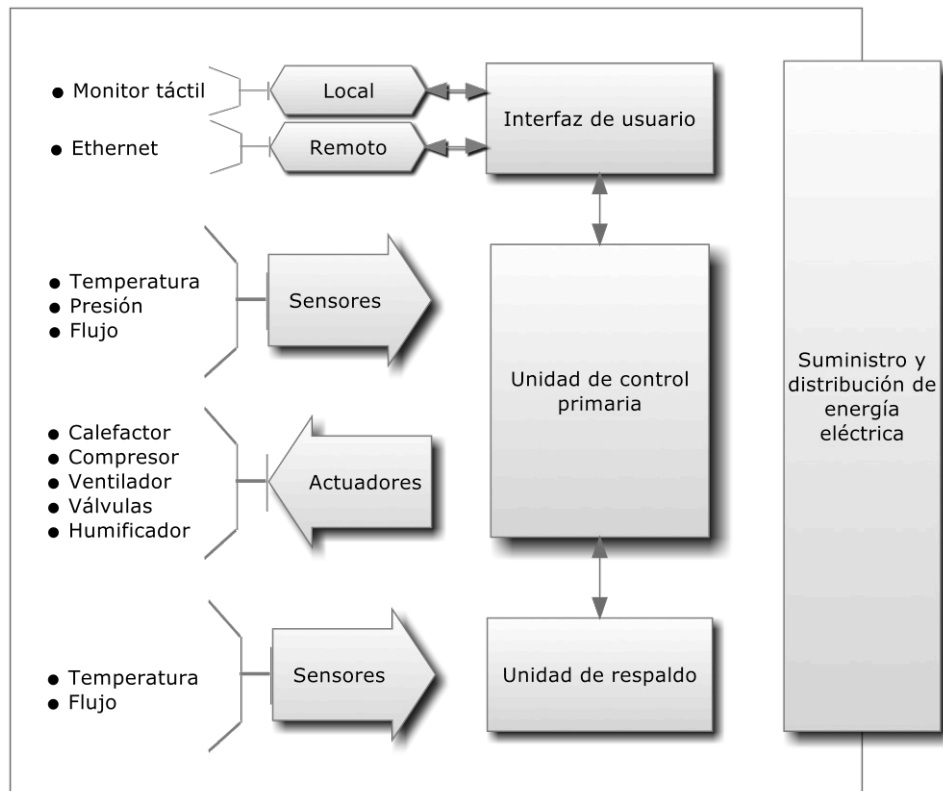 ● Monitor táctil
Local
Interfaz de usuario
● Ethernet
Remoto
● Temperatura
● Presión
● Flujo
Sensores
Unidad de control
primaria
Suministro y
distribución de
energía
eléctrica
● Calefactor
● Compresor
● Ventilador
● Válvulas
● Humificador
Actuadores
● Temperatura
● Flujo
Sensores
Unidad de respaldo